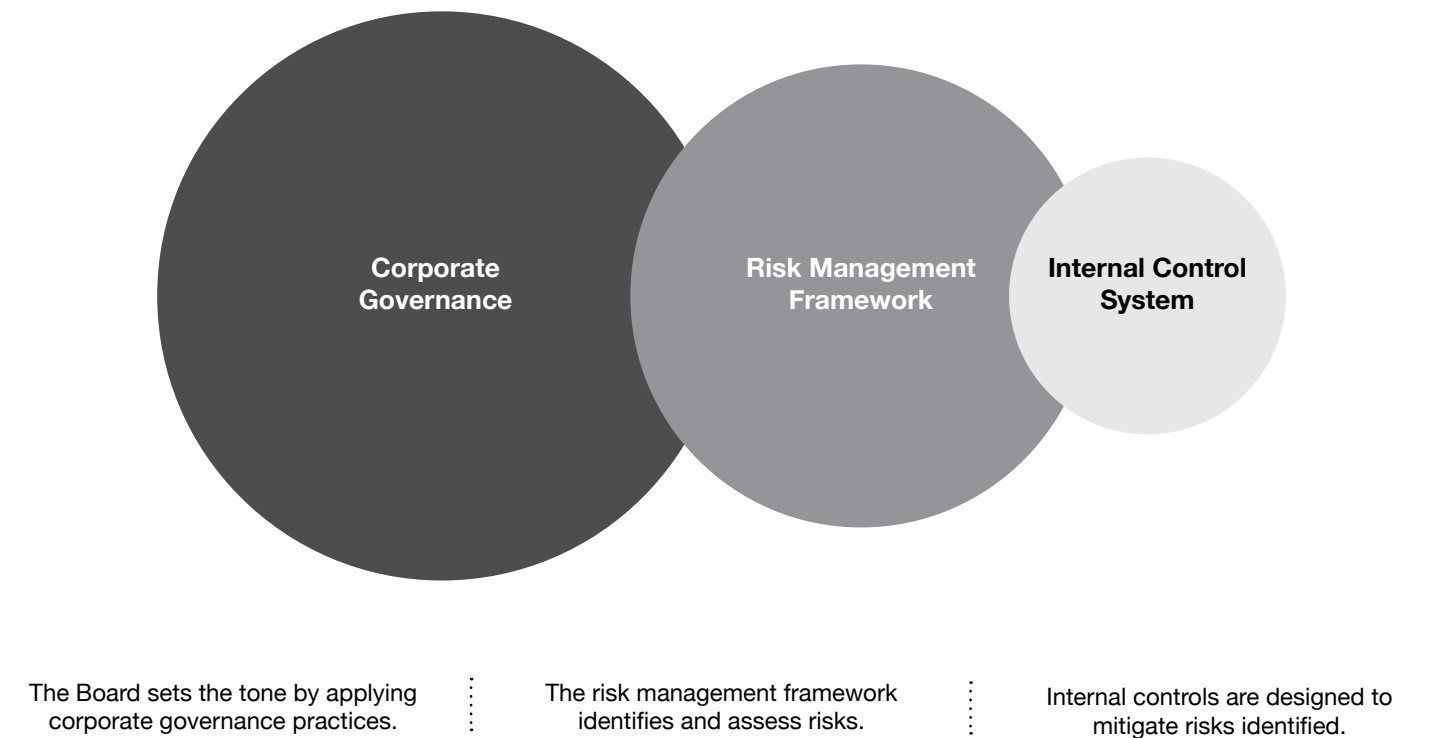 Corporate
Governance
Risk Management
Framework
Internal Control
System
The Board sets the tone by applying
corporate governance practices.
The risk management framework
identifies and assess risks.
Internal controls are designed to
mitigate risks identified.